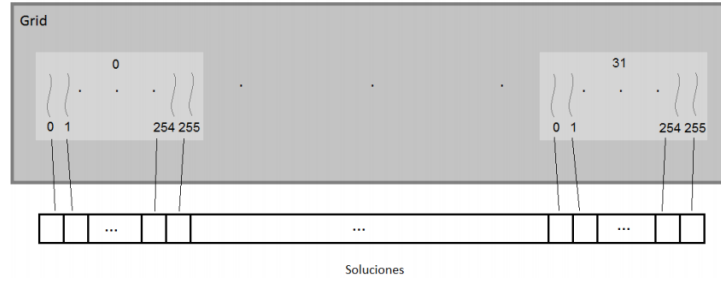 Grid
0 31
. . . . . . . . .
0 1 254 255 0 1 254 255
... ... ...
Soluciones